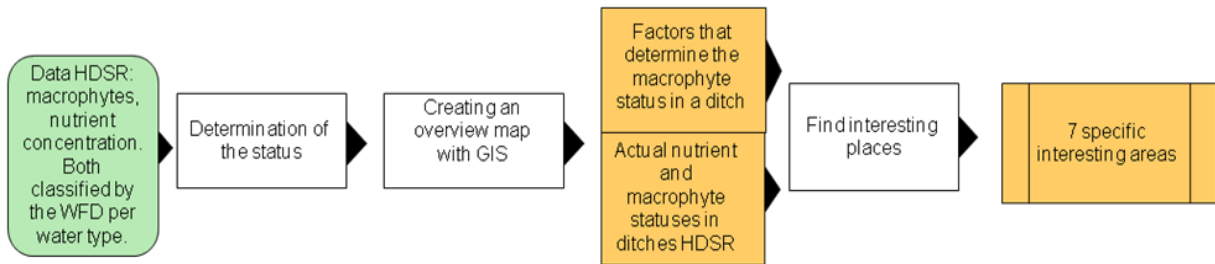 Data HDSR:
macrophytes,
nutrient
concentration.
Both
classified by
the WFD per
water type.
Determination of
the status
Creating an
overview map
with GIS
Factors that
determine the
macrophyte
status in a ditch
Actual nutrient
and
macrophyte
statuses in
ditches HDSR
Find interesting
places
7 specific
interesting areas